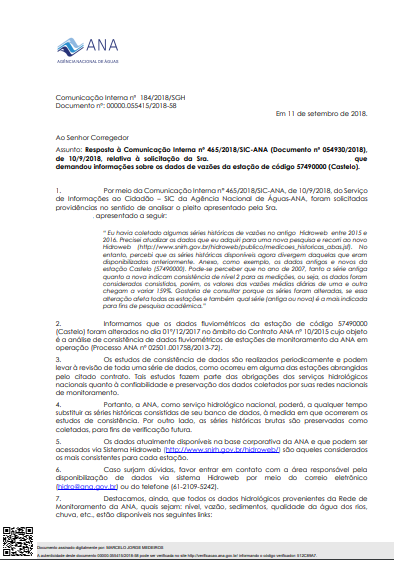 ANA
AGÊNCIA NACIONAL DE ÁGUAS
Comunicação Interna nº 184/2018/SGH
Documento nº: 00000.055415/2018-58
Em 11 de setembro de 2018.
Ao Senhor Corregedor
Assunto: Resposta à Comunicação Interna nº 465/2018/SIC-ANA (Documento nº 054930/2018),
de 10/9/2018, relativa à solicitação da Sra. que
demandou informações sobre os dados de vazões da estação de código 57490000 (Castelo).
1. Por meio da Comunicação Interna nº 465/2018/SIC-ANA, de 10/9/2018, do Serviço
de Informações ao Cidadão – SIC da Agência Nacional de Águas-ANA, foram solicitadas
providências no sentido de analisar o pleito apresentado pela Sra.
, apresentado a seguir:
" Eu havia coletado algumas séries históricas de vazões no antigo Hidroweb entre 2015 e
2016. Precisei atualizar os dados que eu adquiri para uma nova pesquisa e recorri ao novo
Hidroweb (http://www.snirh.gov.br/hidroweb/publico/medicoes_historicas_abas.jsf). No
entanto, percebi que as séries históricas disponíveis agora divergem daquelas que eram
disponibilizadas anteriormente. Anexo, como exemplo, os dados antigos e novos da
estação Castelo (57490000). Pode-se perceber que no ano de 2007, tanto a série antiga
quanto a nova indicam consistência de nível 2 para as medições, ou seja, os dados foram
considerados consistidos, porém, os valores das vazões médias diárias de uma e outra
chegam a variar 159%. Gostaria de consultar porque as séries foram alteradas, se essa
alteração afeta todas as estações e também qual série (antiga ou nova) é a mais indicada
para fins de pesquisa acadêmica."
2. Informamos que os dados fluviométricos da estação de código 57490000
(Castelo) foram alterados no dia 01º/12/2017 no âmbito do Contrato ANA nº 10/2015 cujo objeto
é a análise de consistência de dados fluviométricos de estações de monitoramento da ANA em
operação (Processo ANA nº 02501.001758/2013-72).
3. Os estudos de consistência de dados são realizados periodicamente e podem
levar à revisão de toda uma série de dados, como ocorreu em alguma das estações abrangidas
pelo citado contrato. Tais estudos fazem parte das obrigações dos serviços hidrológicos
nacionais quanto à confiabilidade e preservação dos dados coletados por suas redes nacionais
de monitoramento.
4. Portanto, a ANA, como serviço hidrológico nacional, poderá, a qualquer tempo
substituir as séries históricas consistidas de seu banco de dados, à medida em que ocorrerem os
estudos de consistência. Por outro lado, as séries históricas brutas são preservadas como
coletadas, para fins de verificação futura.
5. Os dados atualmente disponíveis na base corporativa da ANA e que podem ser
acessados via Sistema Hidroweb (http://www.snirh.gov.br/hidroweb/) são aqueles considerados
os mais consistentes para cada estação.
6. Caso surjam dúvidas, favor entrar em contato com a área responsável pela
disponibilização de dados via sistema Hidroweb por meio do correio eletrônico
(hidro@ana.gov.br) ou do telefone (61-2109-5242).
7. Destacamos, ainda, que todos os dados hidrológicos provenientes da Rede de
Monitoramento da ANA, quais sejam: nível, vazão, sedimentos, qualidade da água dos rios,
chuva, etc., estão disponíveis nos seguintes links:
Documento assinado digitalmente por: MARCELO JORGE MEDEIROS
A autenticidade deste documento 00000.055415/2018-58 pode ser verificada no site http://verificacao.ana.gov.br/ informando o código verificador: 512C39A7.